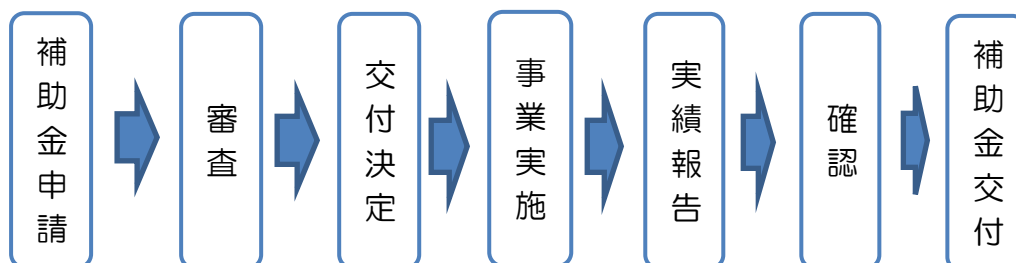 補助金申請
審査
交付決定
事業実施
実績報告
確認
補助金交付